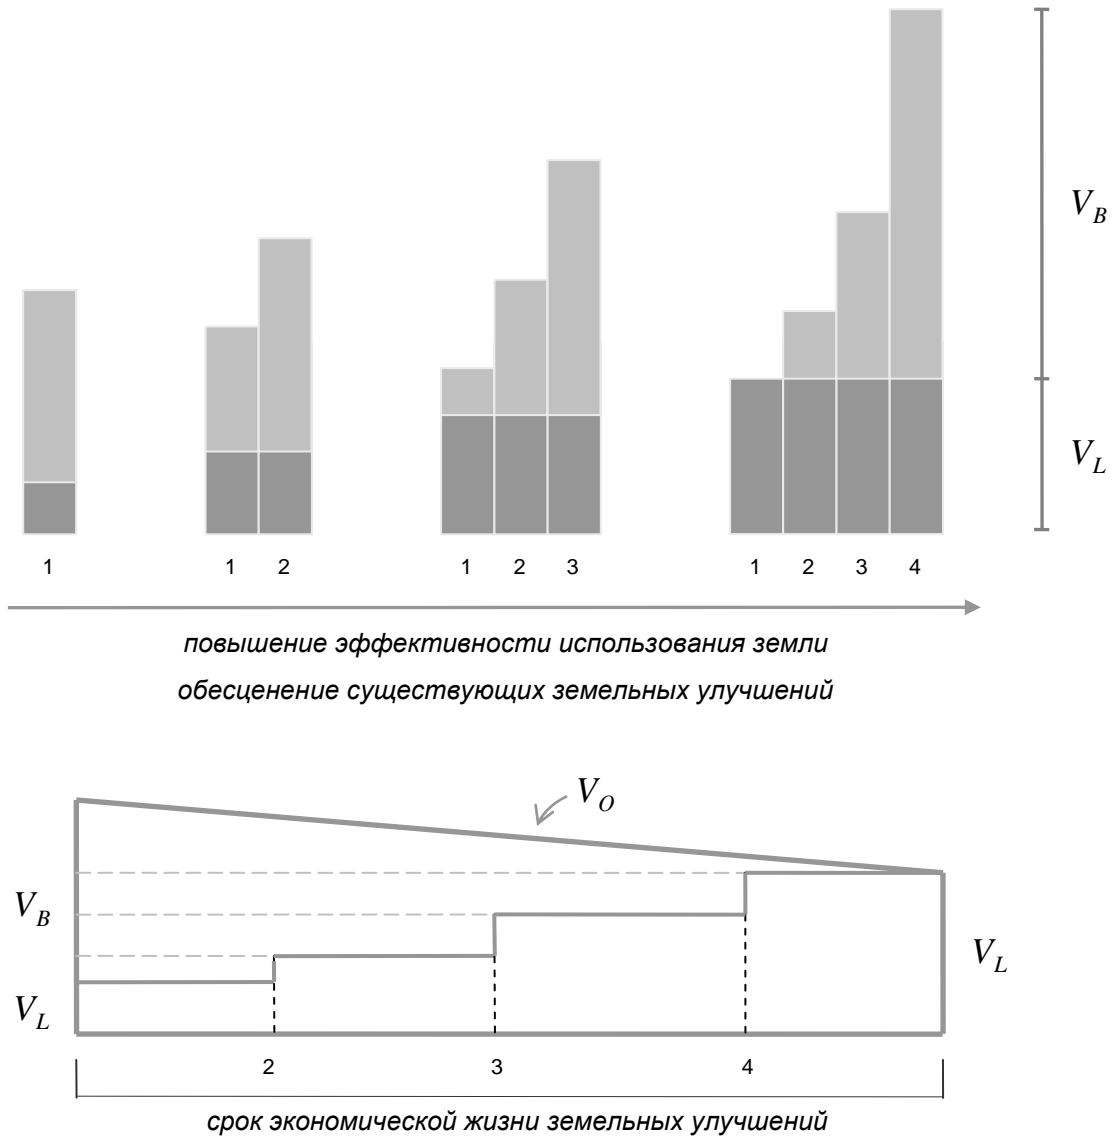 V_B
V_L
1 1 2 1 2 3 1 2 3 4
повышение эффективности использования земли
обесценение существующих земельных улучшений
V_O
V_B
V_L
V_L
2 3 4
срок экономической жизни земельных улучшений